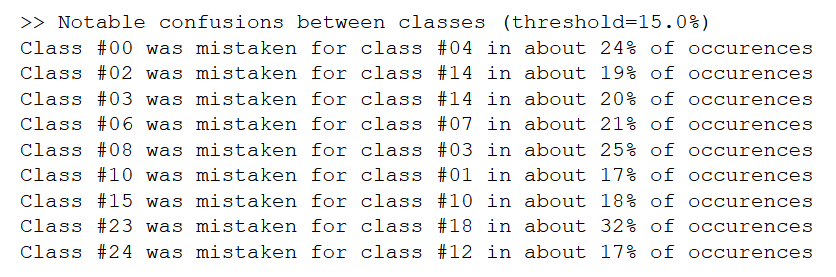 >> Notable confusions between classes (threshold=15.0%)
Class #00 was mistaken for class #04 in about 24% of occurences
Class #02 was mistaken for class #14 in about 19% of occurences
Class #03 was mistaken for class #14 in about 20% of occurences
Class #06 was mistaken for class #07 in about 21% of occurences
Class #08 was mistaken for class #03 in about 25% of occurences
Class #10 was mistaken for class #01 in about 17% of occurences
Class #15 was mistaken for class #10 in about 18% of occurences
Class #23 was mistaken for class #18 in about 32% of occurences
Class #24 was mistaken for class #12 in about 17% of occurences